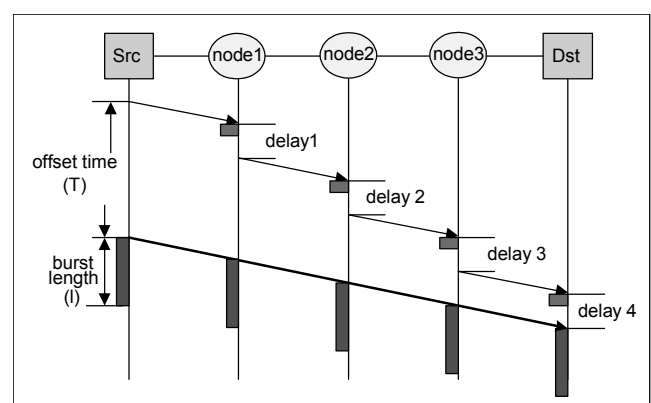 Src node1 node2 node3 Dst
delay1
offset time
(T)
delay 2
delay 3
burst
length
(l)
delay 4